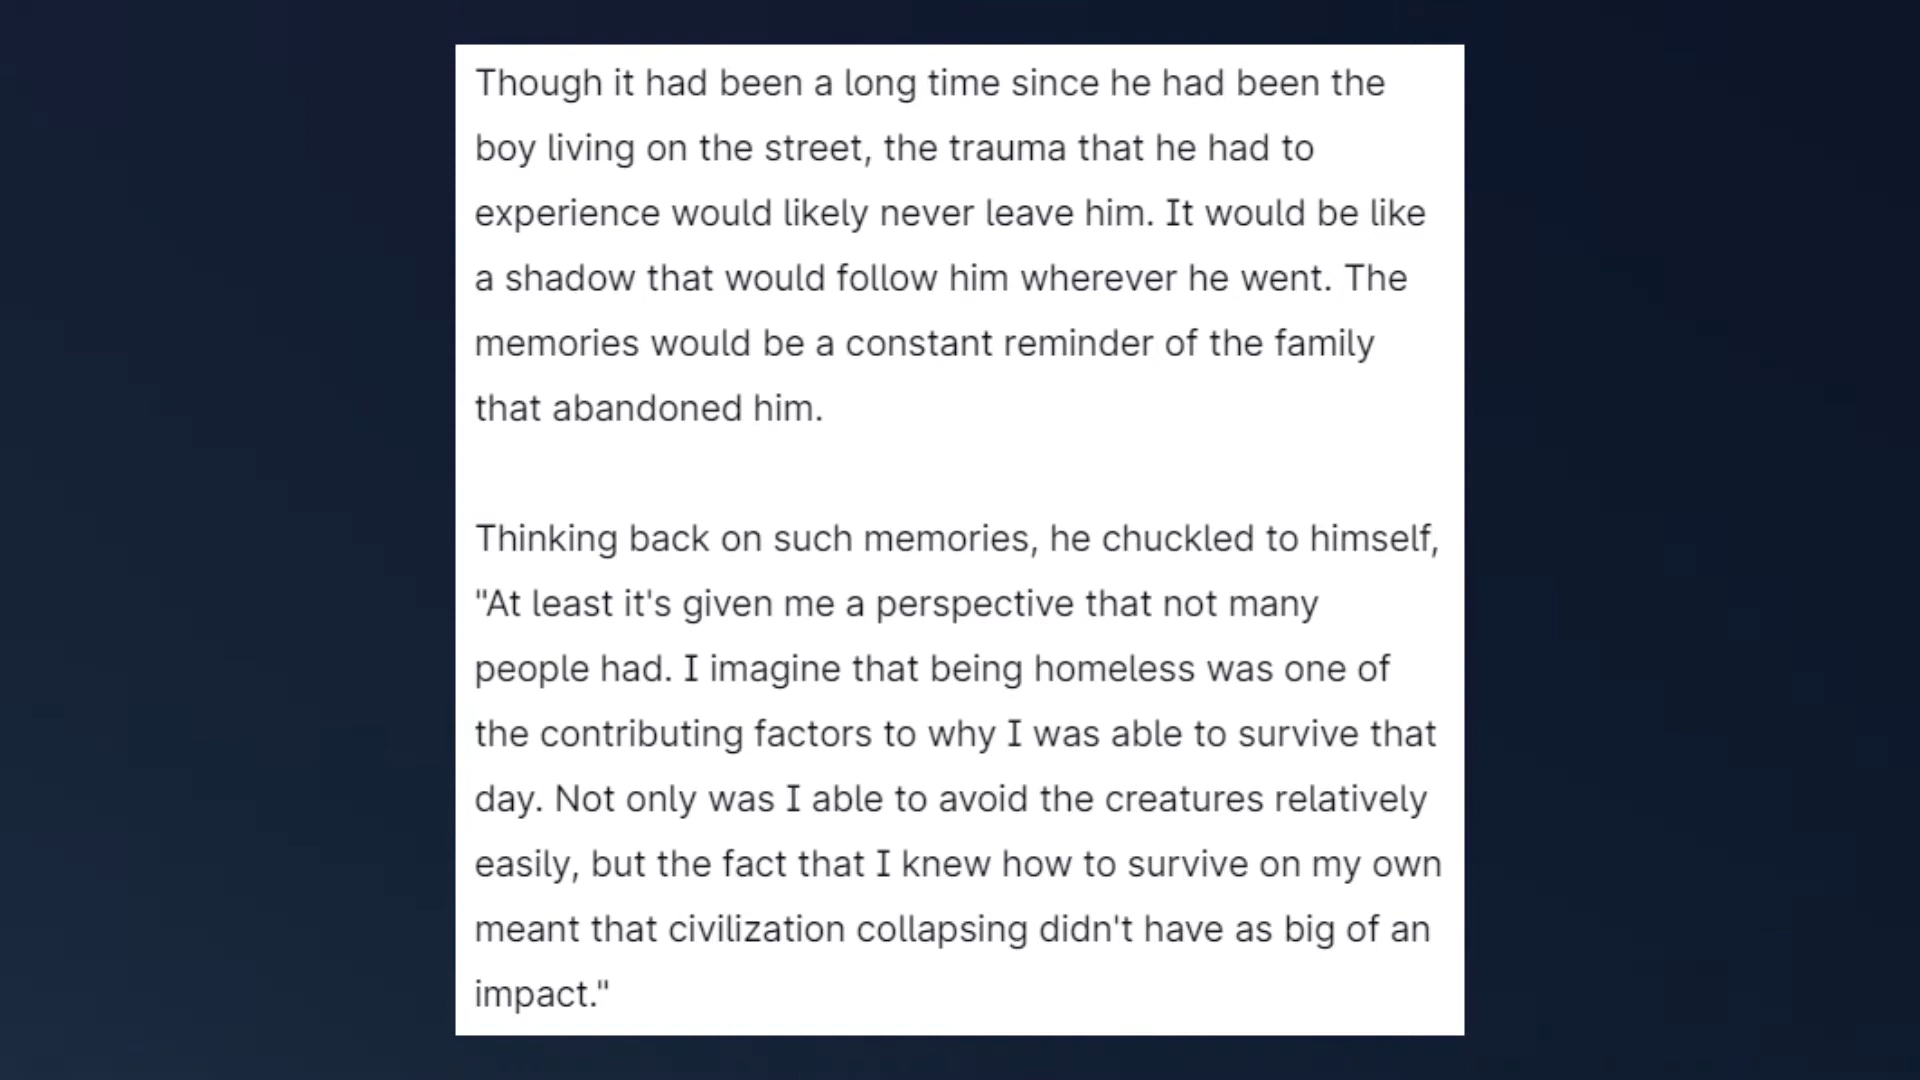 Though it had been a long time since he had been the
boy living on the street, the trauma that he had to
experience would likely never leave him. It would be like
a shadow that would follow him wherever he went. The
memories would be a constant reminder of the family
that abandoned him.
Thinking back on such memories, he chuckled to himself,
"At least it's given me a perspective that not many
people had. I imagine that being homeless was one of
the contributing factors to why I was able to survive that
day. Not only was I able to avoid the creatures relatively
easily, but the fact that I knew how to survive on my own
meant that civilization collapsing didn't have as big of an
impact."